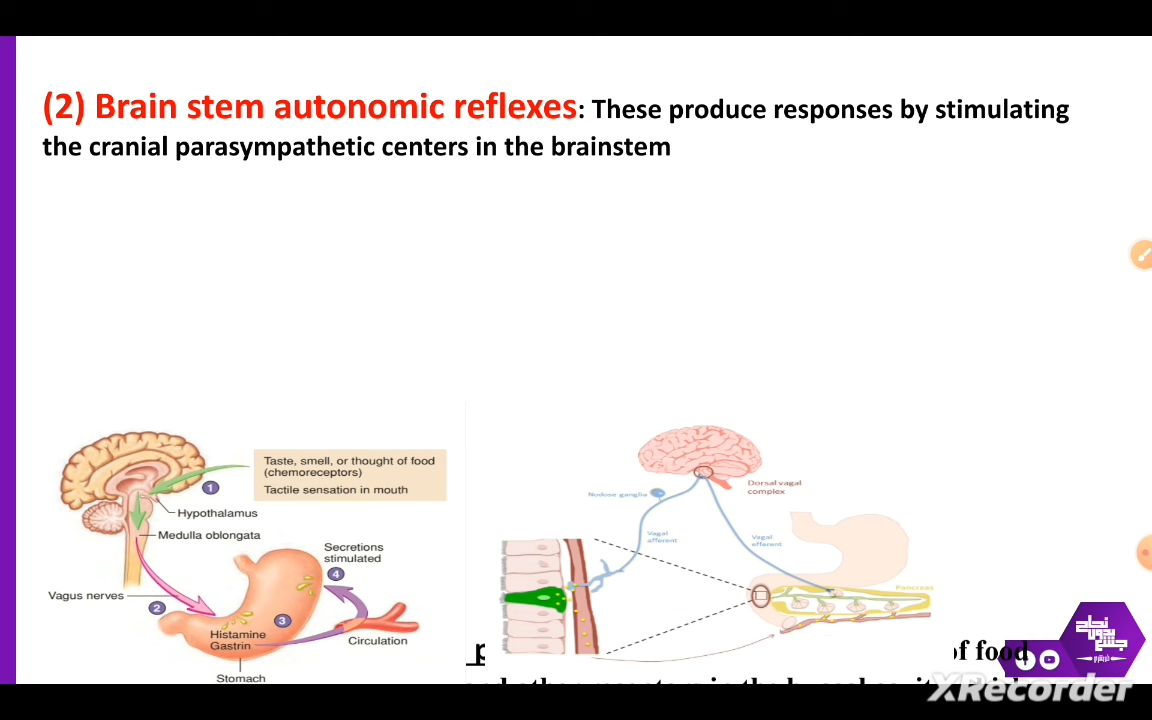 (2) Brain stem autonomic reflexes: These produce responses by stimulating
the cranial parasympathetic centers in the brainstem
Taste, smell, or thought of food
(chemoreceptors)
Tactile sensation in mouth
1
Hypothalamus
Medulla oblongata
Secretions
stimulated
4
Vagus nerves
2
3
Histamine
Gastrin
Circulation
Stomach
Dorsal vagal
complex
Nodose ganglia
Vagal
afferent
Vagal
efferent
Pancreas
of food
XRecorder